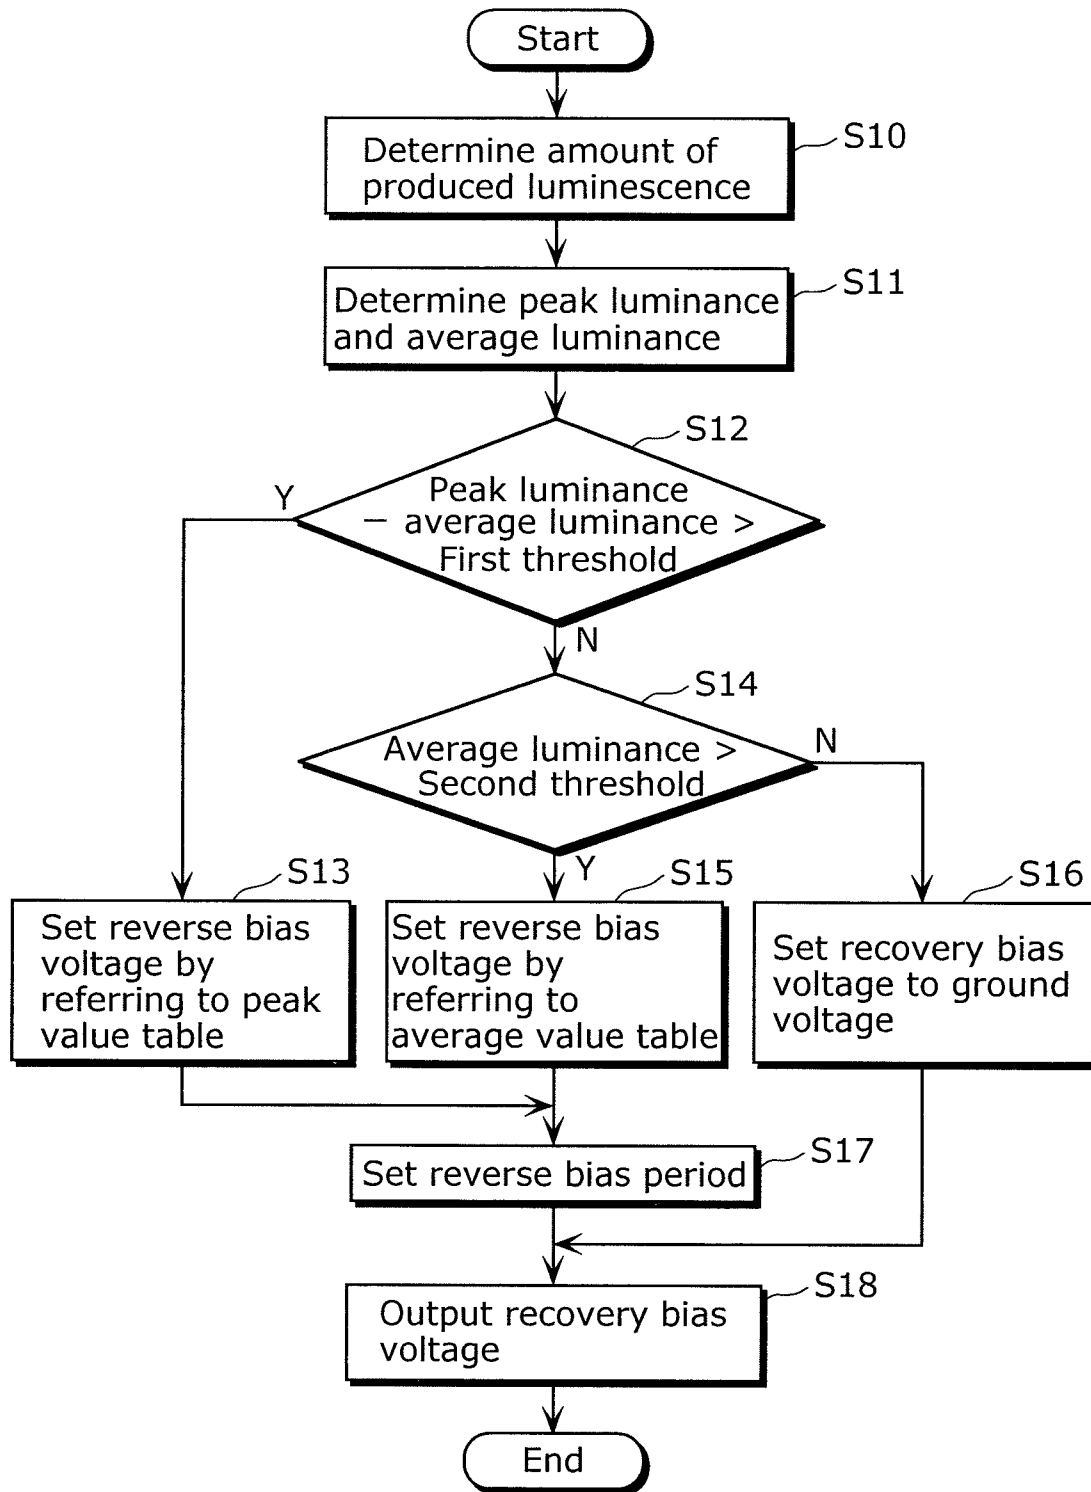 Start
Determine amount of
produced luminescence
S10
Determine peak luminance
and average luminance
S11
S12
Peak luminance
– average luminance >
First threshold
Y
N
S14
Average luminance >
Second threshold
N
Y
S13
Set reverse bias
voltage by
referring to peak
value table
S15
Set reverse bias
voltage by
referring to
average value table
S16
Set recovery bias
voltage to ground
voltage
Set reverse bias period
S17
Output recovery bias
voltage
S18
End